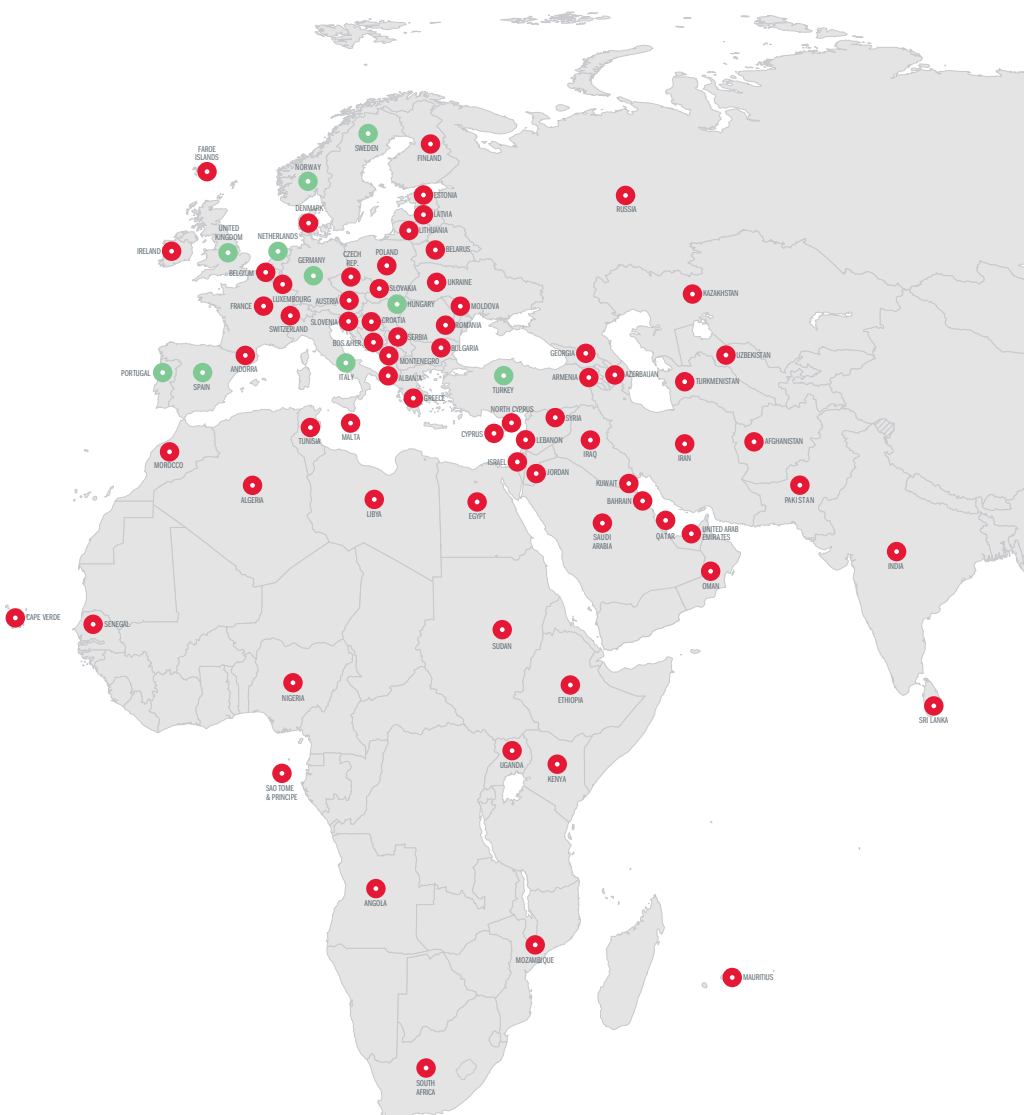 FAROE
ISLANDS
SWEDEN
FINLAND
NORWAY
DENMARK
ESTONIA
LATVIA
LITHUANIA
RUSSIA
IRELAND
UNITED
KINGDOM
NETHERLANDS
GERMANY
CZECH
REP.
POLAND
BELARUS
BELGIUM
LUXEMBOURG
SLOVAKIA
UKRAINE
KAZAKHSTAN
FRANCE
SWITZERLAND
AUSTRIA
HUNGARY
MOLDOVA
SLOVENIA
CROATIA
ROMANIA
BOS.&HER.
SERBIA
BULGARIA
PORTUGAL
SPAIN
ANDORRA
ITALY
MONTENEGRO
ALBANIA
GREECE
TURKEY
GEORGIA
ARMENIA
AZERBAIJAN
UZBEKISTAN
TURKMENISTAN
MOROCCO
TUNISIA
MALTA
NORTH CYPRUS
CYPRUS
SYRIA
LEBANON
IRAQ
IRAN
AFGHANISTAN
ISRAEL
JORDAN
KUWAIT
BAHRAIN
PAKISTAN
ALGERIA
LIBYA
EGYPT
SAUDI
ARABIA
QATAR
UNITED ARAB
EMIRATES
OMAN
INDIA
CAPE VERDE
SENEGAL
SUDAN
NIGERIA
ETHIOPIA
SRI LANKA
UGANDA
KENYA
SAO TOME
& PRINCIPE
ANGOLA
MOZAMBIQUE
MAURITIUS
SOUTH
AFRICA